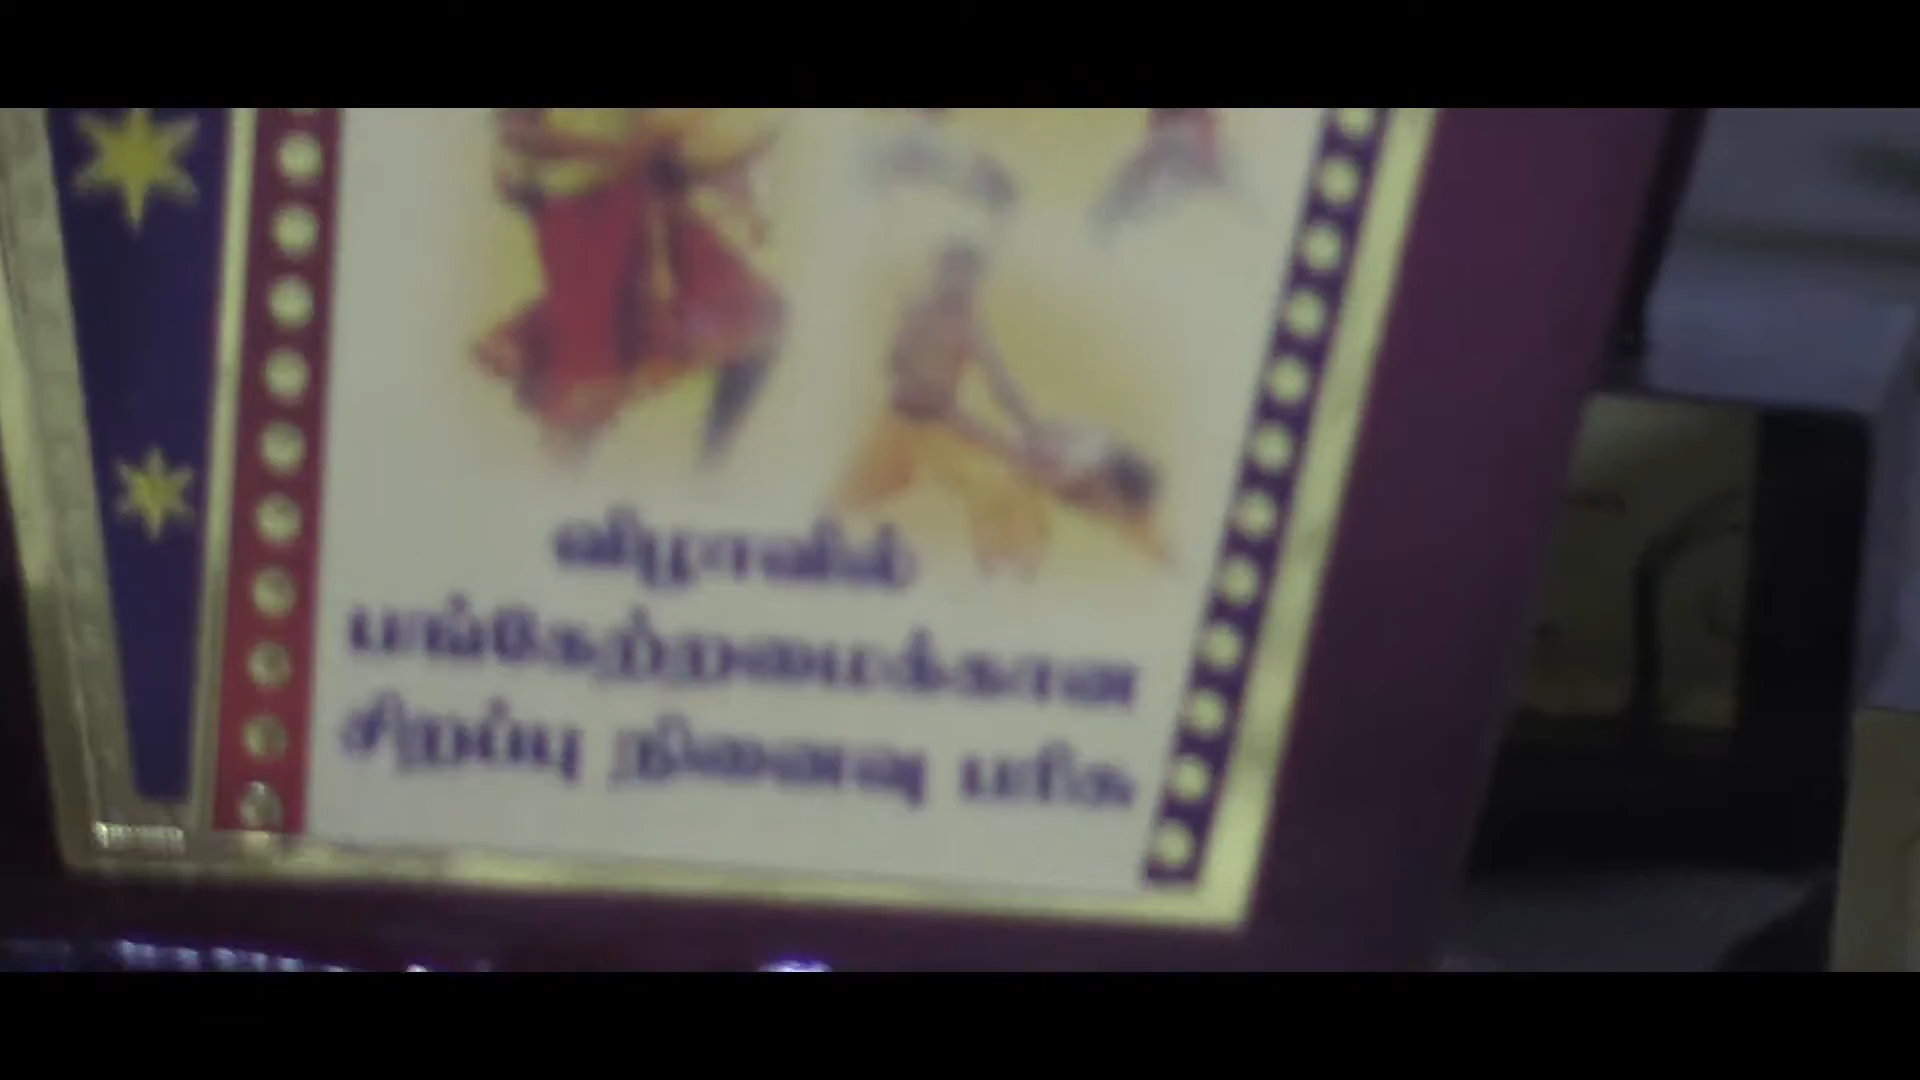 விழாவில்
பங்கேற்றமைக்கான
சிறப்பு நினைவு பரிசு